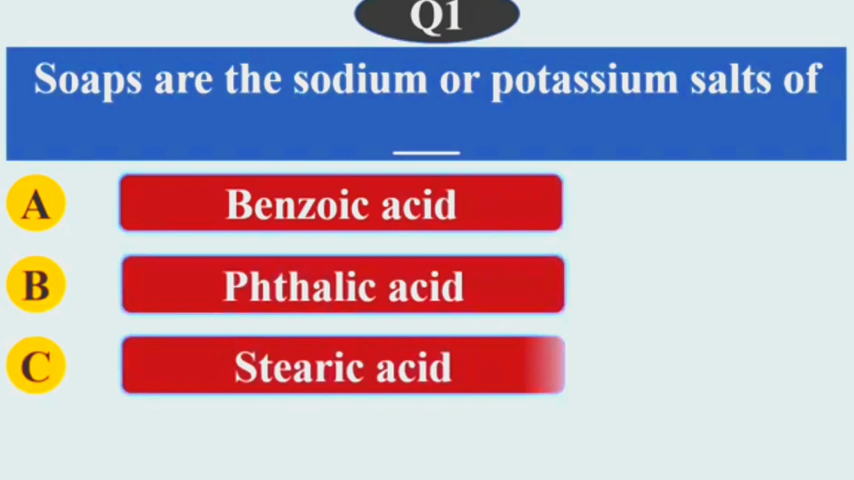 Q1
Soaps are the sodium or potassium salts of
____
A
Benzoic acid
B
Phthalic acid
C
Stearic acid